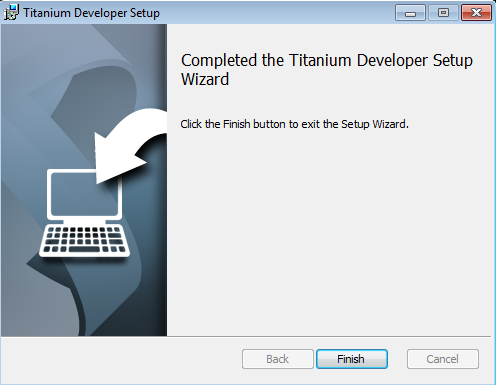 Titanium Developer Setup
Completed the Titanium Developer Setup
Wizard
Click the Finish button to exit the Setup Wizard.
Back Finish Cancel